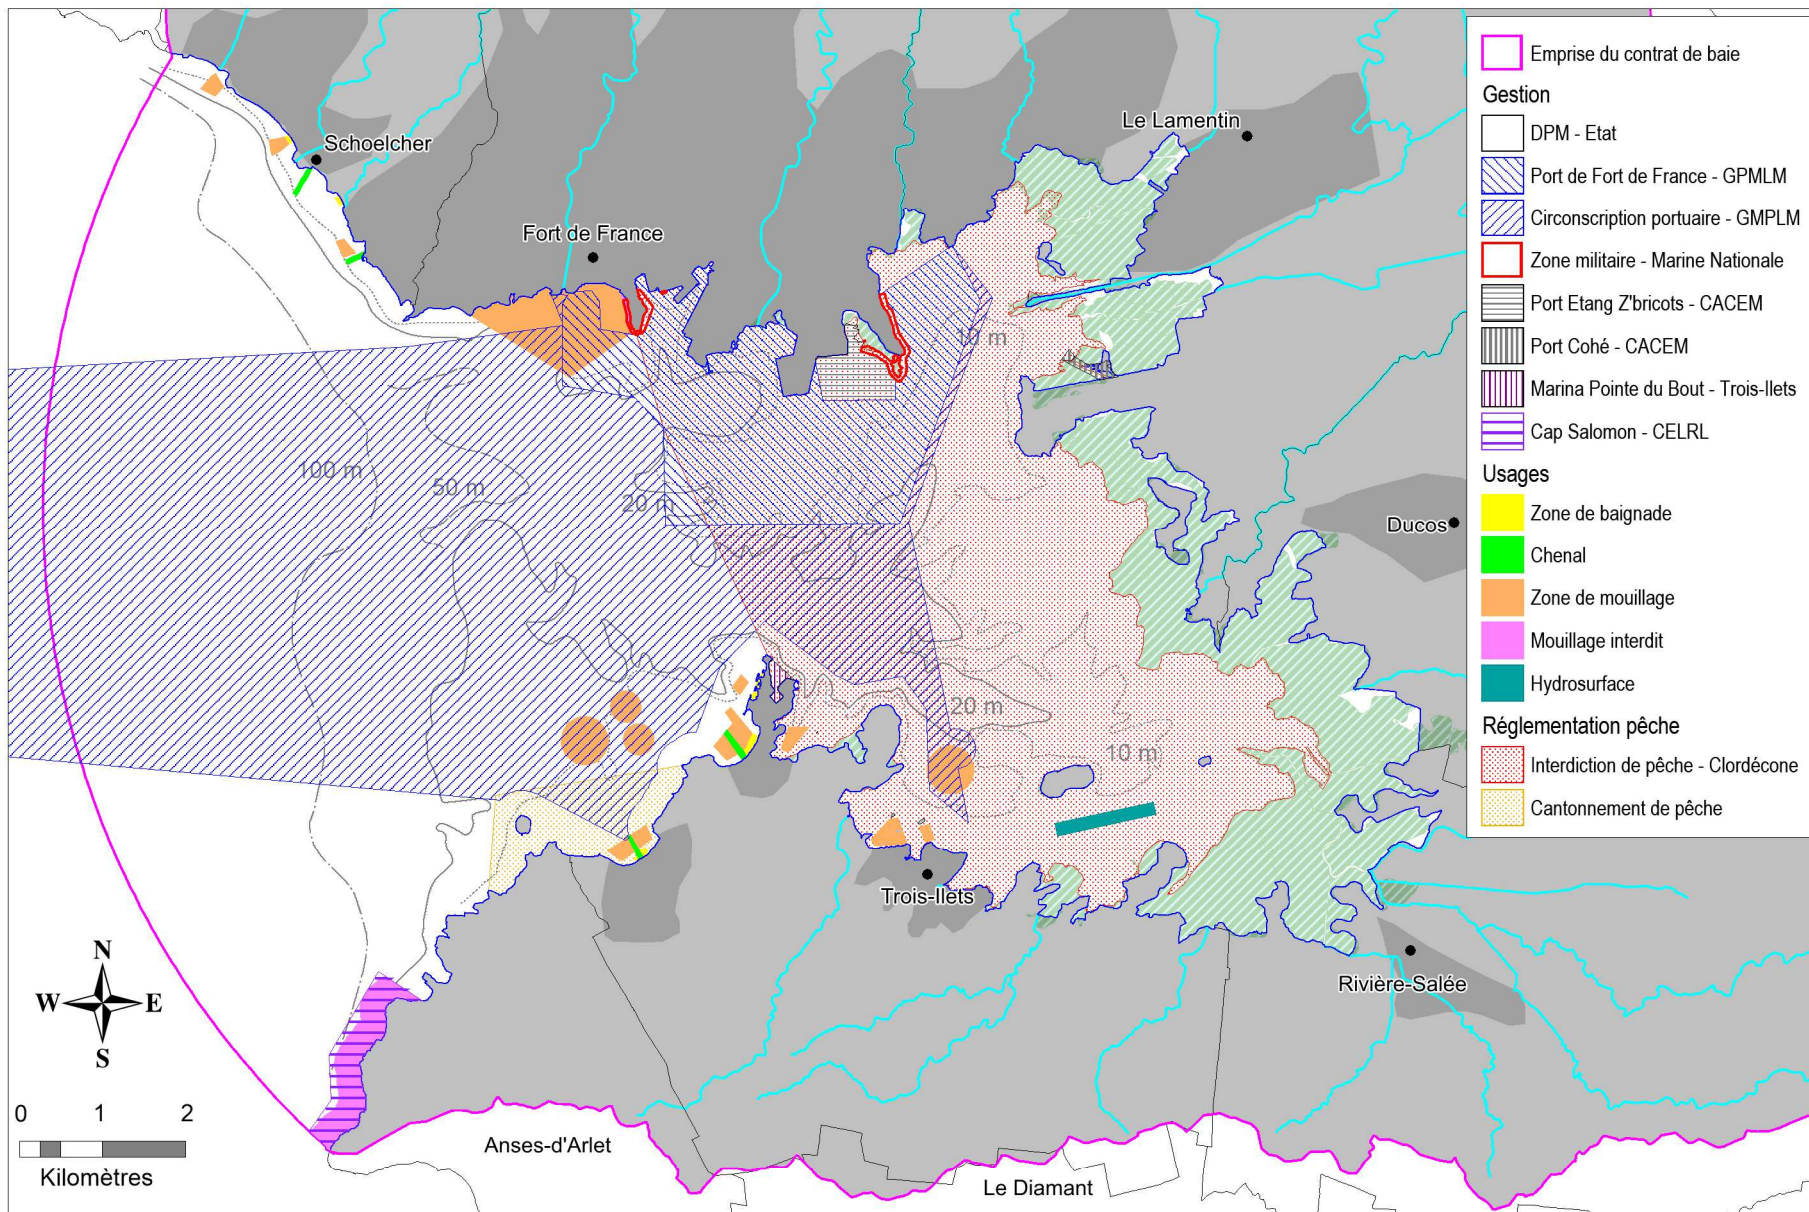 Schoelcher
Fort de France
Le Lamentin
Ducos
Trois-Ilets
Rivière-Salée
Anses-d'Arlet
Le Diamant
100 m
50 m
20 m
10 m
20 m
10 m
N
W
E
S
0 1 2
Kilomètres
Emprise du contrat de baie
Gestion
DPM - Etat
Port de Fort de France - GPMLM
Circonscription portuaire - GMPLM
Zone militaire - Marine Nationale
Port Etang Z'bricots - CACEM
Port Cohé - CACEM
Marina Pointe du Bout - Trois-Ilets
Cap Salomon - CELRL
Usages
Zone de baignade
Chenal
Zone de mouillage
Mouillage interdit
Hydrosurface
Réglementation pêche
Interdiction de pêche - Clordécone
Cantonnement de pêche